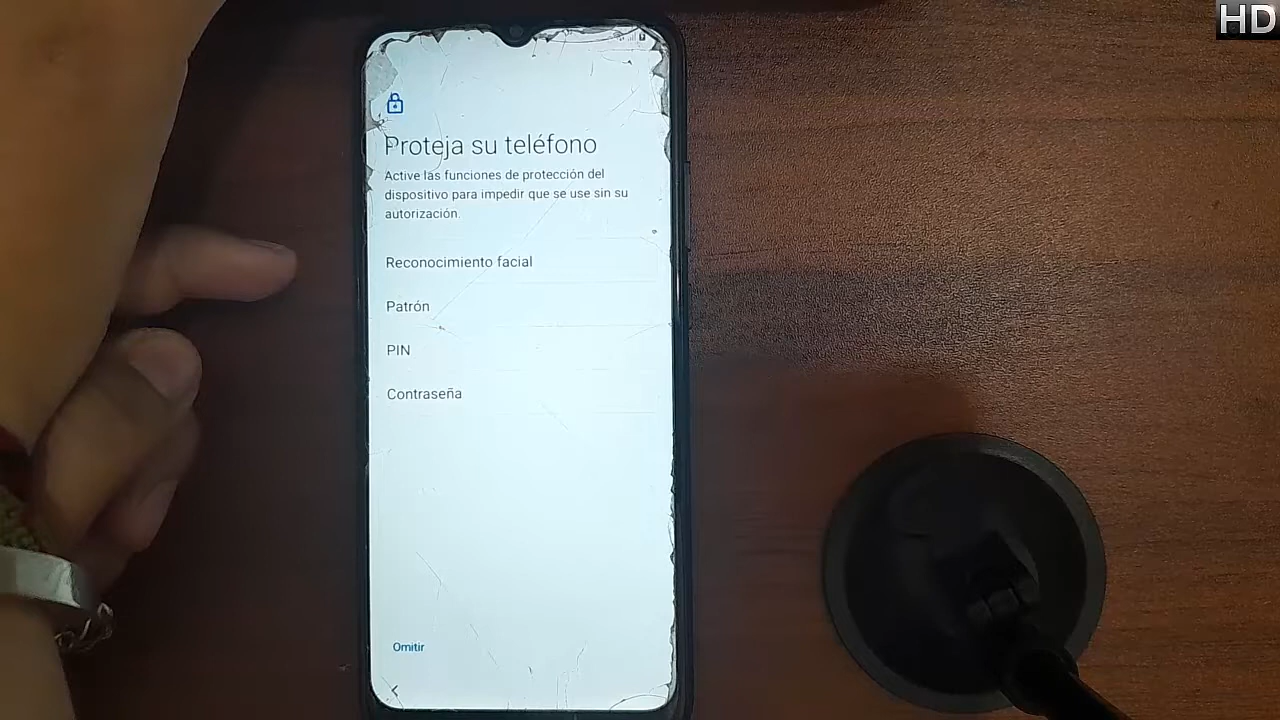 HD
Proteja su teléfono
Active las funciones de protección del
dispositivo para impedir que se use sin su
autorización.
Reconocimiento facial
Patrón
PIN
Contraseña
Omitir